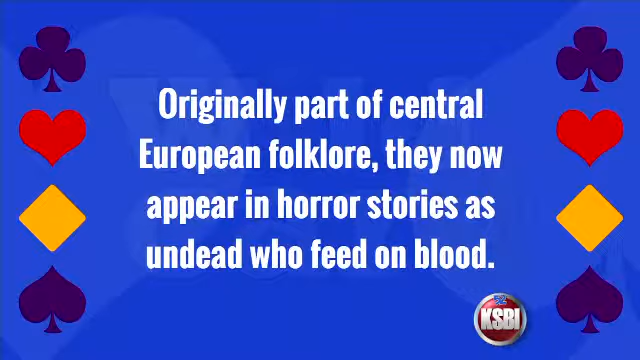 Originally part of central
European folklore, they now
appear in horror stories as
undead who feed on blood.
52
KSBI